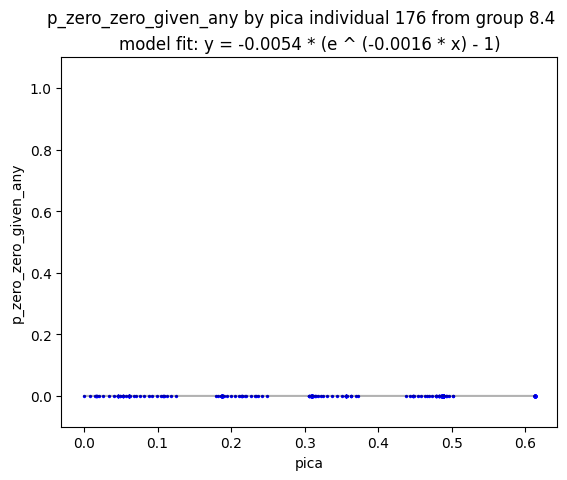 p_zero_zero_given_any by pica individual 176 from group 8.4
model fit: y = -0.0054 * (e ^ (-0.0016 * x) - 1)
1.0
0.8
0.6
0.4
0.2
0.0
p_zero_zero_given_any
0.0 0.1 0.2 0.3 0.4 0.5 0.6
pica